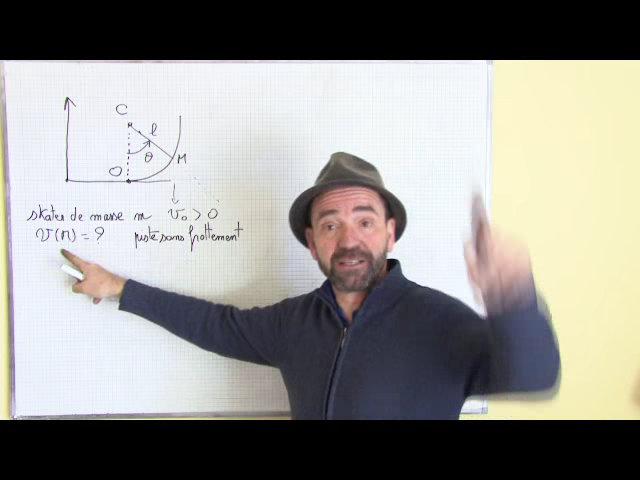 C
l
θ
M
O
skater de masse m v₀ > 0
v(M) = ? piste sans frottement